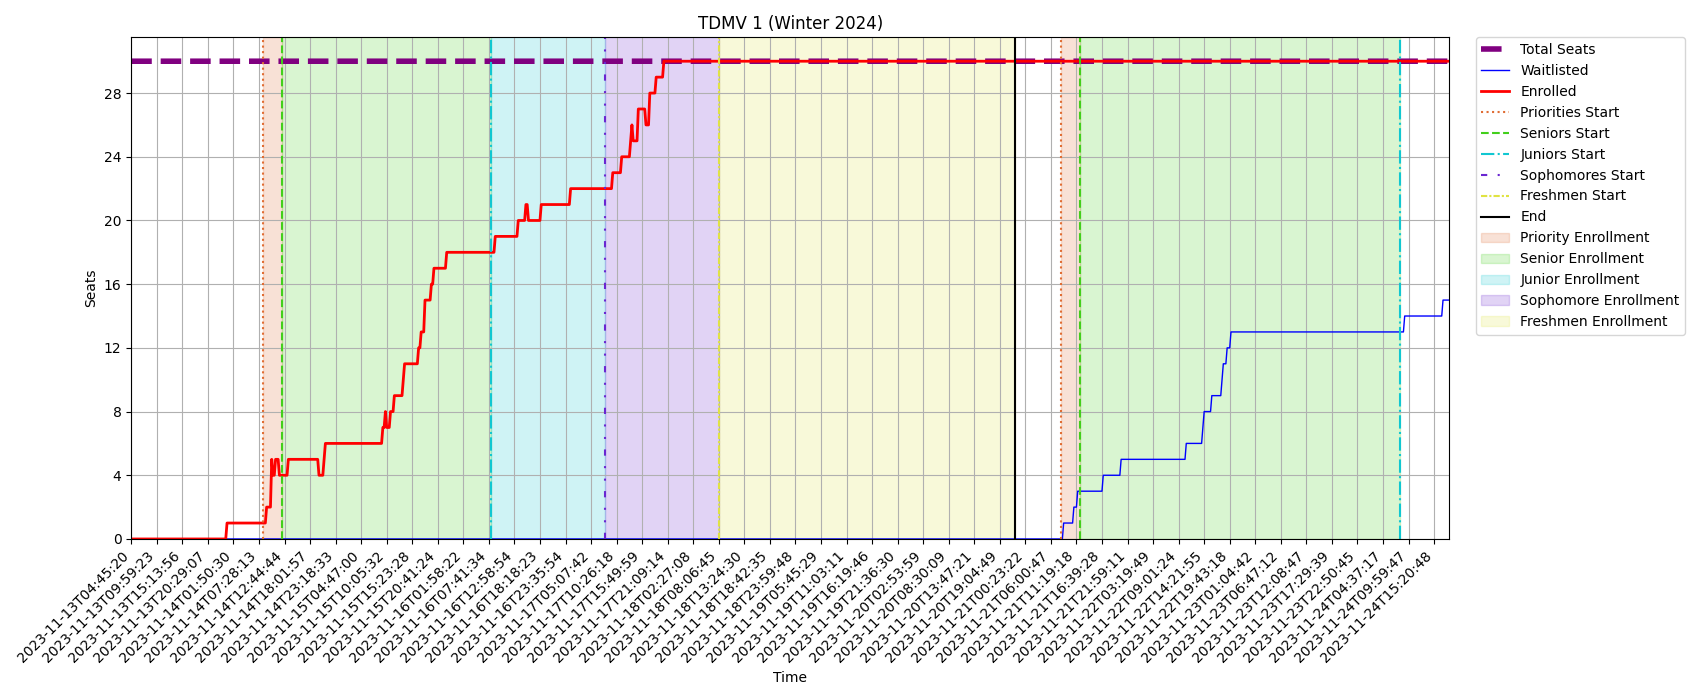 TDMV 1 (Winter 2024)
Seats
28
24
20
16
12
8
4
0
2023-11-13T04:45:20
2023-11-13T09:59:23
2023-11-13T15:13:56
2023-11-13T20:29:07
2023-11-14T01:50:30
2023-11-14T07:28:13
2023-11-14T12:44:44
2023-11-14T18:01:57
2023-11-14T23:18:33
2023-11-15T04:47:00
2023-11-15T10:05:32
2023-11-15T15:23:28
2023-11-15T20:41:24
2023-11-16T01:58:22
2023-11-16T07:41:34
2023-11-16T12:58:54
2023-11-16T18:18:23
2023-11-16T23:35:54
2023-11-17T05:07:42
2023-11-17T10:26:18
2023-11-17T15:49:59
2023-11-17T21:09:14
2023-11-18T02:27:08
2023-11-18T08:06:45
2023-11-18T13:24:30
2023-11-18T18:42:35
2023-11-18T23:59:48
2023-11-19T05:45:29
2023-11-19T11:03:11
2023-11-19T16:19:46
2023-11-19T21:36:30
2023-11-20T02:53:59
2023-11-20T08:30:09
2023-11-20T13:47:21
2023-11-20T19:04:49
2023-11-21T00:23:22
2023-11-21T06:00:47
2023-11-21T11:19:18
2023-11-21T16:39:28
2023-11-21T21:59:11
2023-11-22T03:19:49
2023-11-22T09:01:24
2023-11-22T14:21:55
2023-11-22T19:43:18
2023-11-23T01:04:42
2023-11-23T06:47:12
2023-11-23T12:08:47
2023-11-23T17:29:39
2023-11-23T22:50:45
2023-11-24T04:37:17
2023-11-24T09:59:47
2023-11-24T15:20:48
Time
Total Seats
Waitlisted
Enrolled
Priorities Start
Seniors Start
Juniors Start
Sophomores Start
Freshmen Start
End
Priority Enrollment
Senior Enrollment
Junior Enrollment
Sophomore Enrollment
Freshmen Enrollment